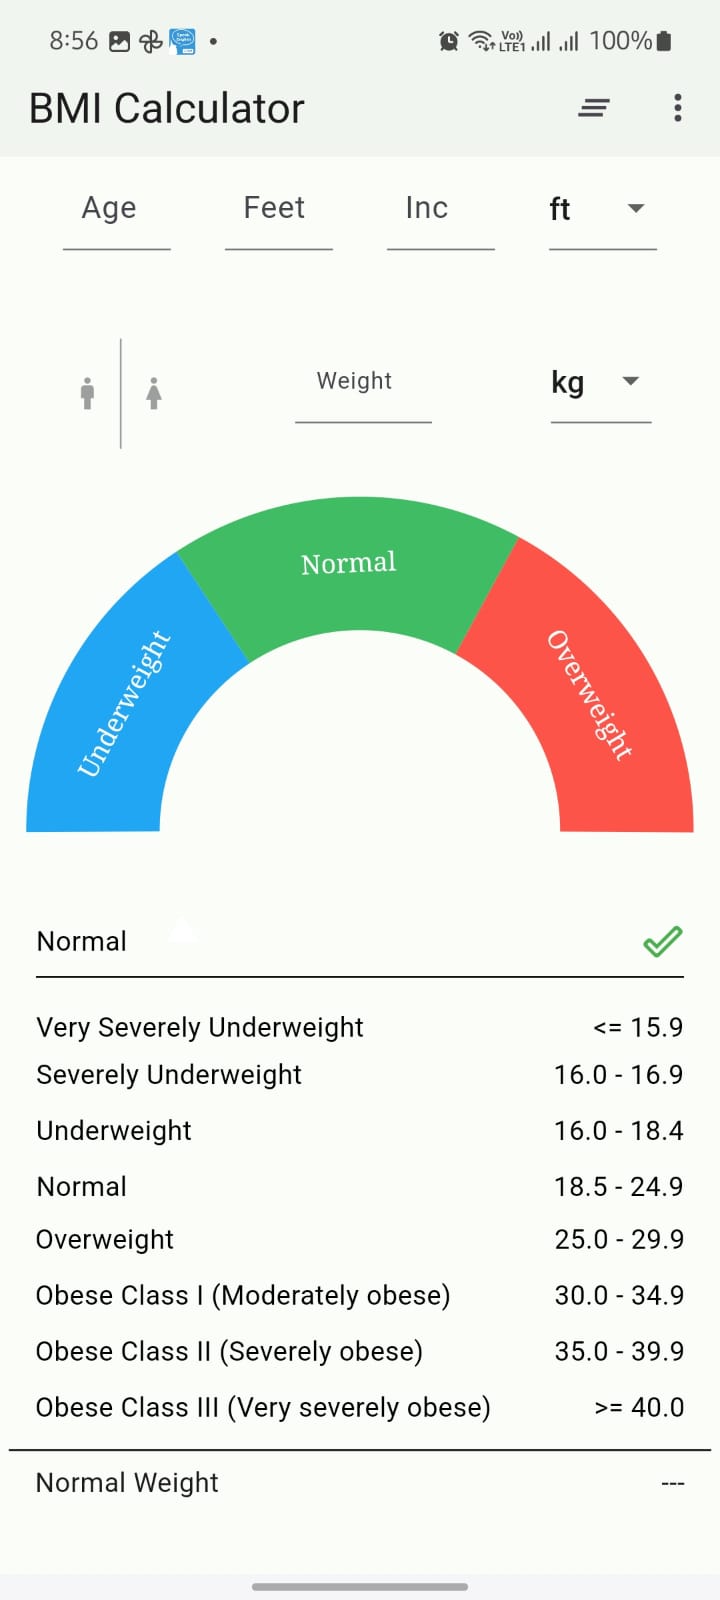 8:56 Vo)) LTE1 100%
BMI Calculator
Age Feet Inc ft
Weight kg
Normal
Underweight
Overweight
Normal
Very Severely Underweight <= 15.9
Severely Underweight 16.0 - 16.9
Underweight 16.0 - 18.4
Normal 18.5 - 24.9
Overweight 25.0 - 29.9
Obese Class I (Moderately obese) 30.0 - 34.9
Obese Class II (Severely obese) 35.0 - 39.9
Obese Class III (Very severely obese) >= 40.0
Normal Weight ---